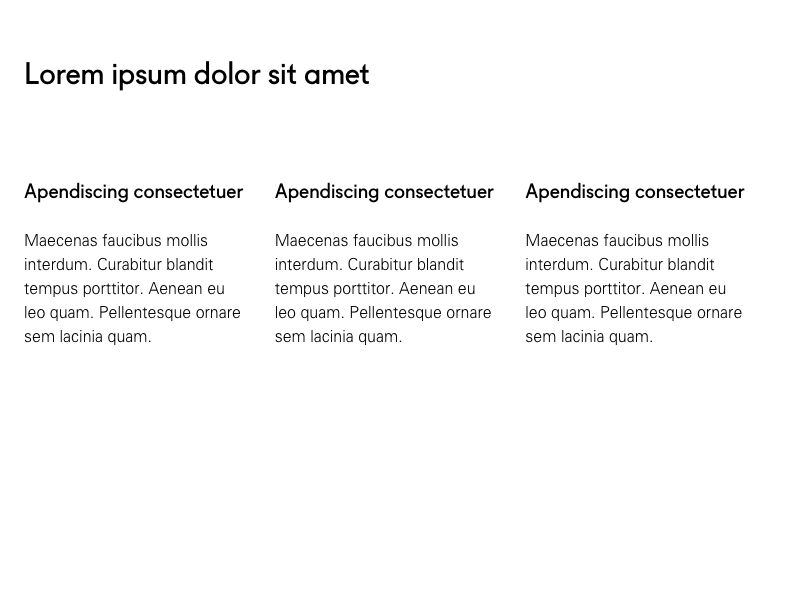 Lorem ipsum dolor sit amet
Apendiscing consectetuer
Maecenas faucibus mollis
interdum. Curabitur blandit
tempus porttitor. Aenean eu
leo quam. Pellentesque ornare
sem lacinia quam.
Apendiscing consectetuer
Maecenas faucibus mollis
interdum. Curabitur blandit
tempus porttitor. Aenean eu
leo quam. Pellentesque ornare
sem lacinia quam.
Apendiscing consectetuer
Maecenas faucibus mollis
interdum. Curabitur blandit
tempus porttitor. Aenean eu
leo quam. Pellentesque ornare
sem lacinia quam.